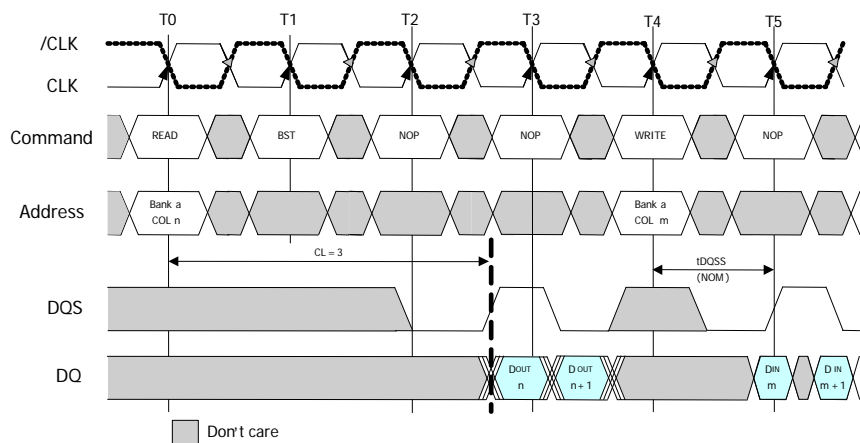 T0 T1 T2 T3 T4 T5
/CLK
CLK
Command READ BST NOP NOP WRITE NOP
Address Bank a COL n Bank a COL m
CL = 3
tDQSS
(NOM)
DQS
DQ DOUT n DOUT n+1 DIN m DIN m+1
Don't care